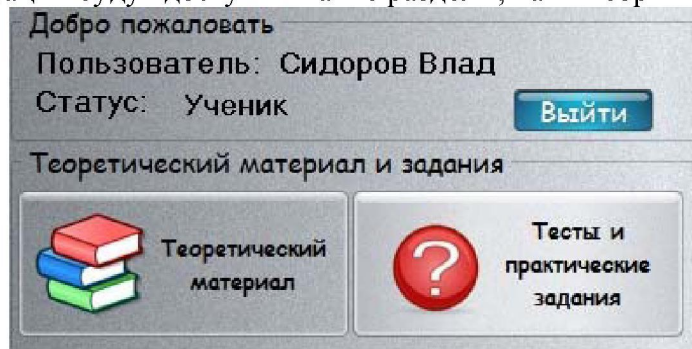 Добро пожаловать
Пользователь: Сидоров Влад
Статус: Ученик
Выйти
Теоретический материал и задания
Теоретический
материал
Тесты и
практические
задания